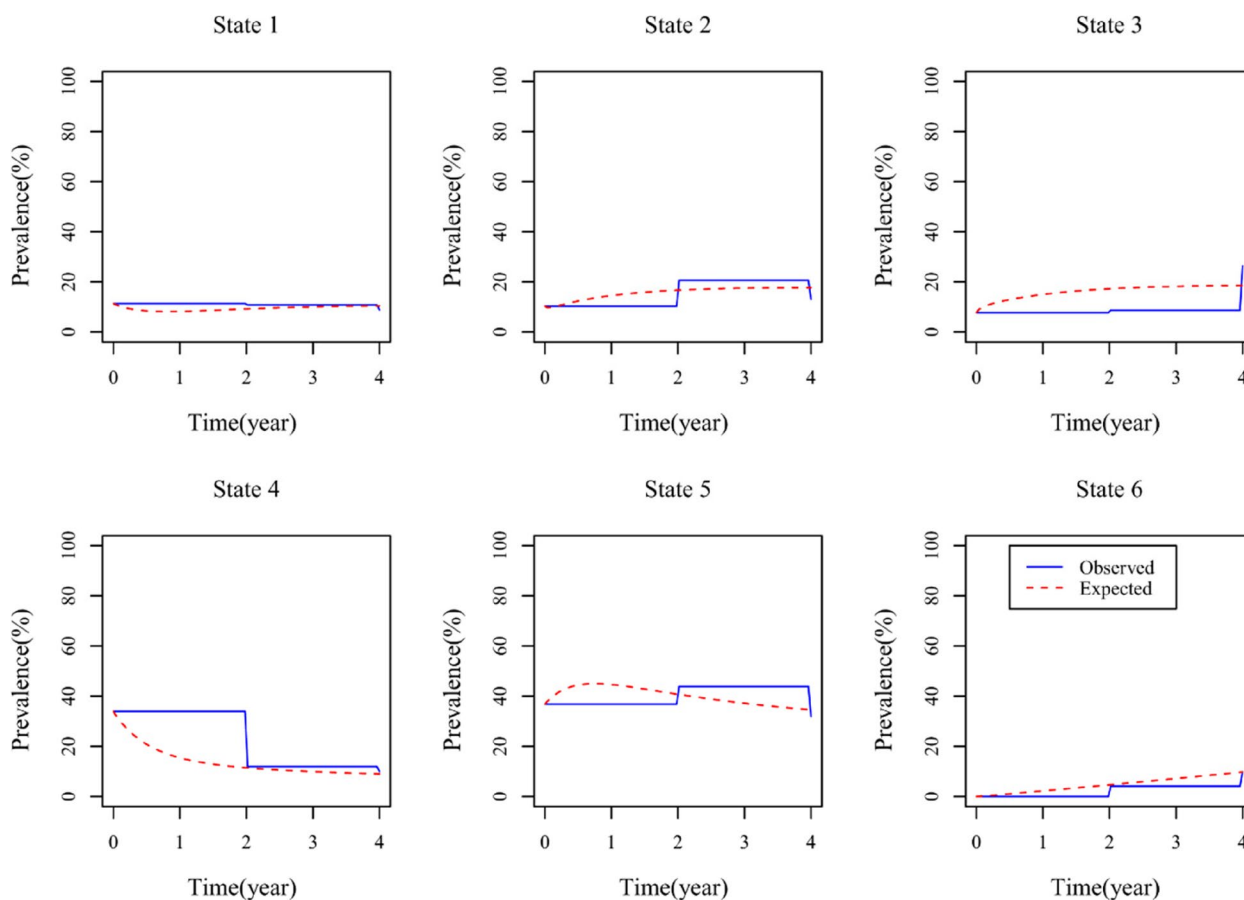 State 1
Prevalence(%)
0 20 40 60 80 100
0 1 2 3 4
Time(year)
State 2
Prevalence(%)
0 20 40 60 80 100
0 1 2 3 4
Time(year)
State 3
Prevalence(%)
0 20 40 60 80 100
0 1 2 3 4
Time(year)
State 4
Prevalence(%)
0 20 40 60 80 100
0 1 2 3 4
Time(year)
State 5
Prevalence(%)
0 20 40 60 80 100
0 1 2 3 4
Time(year)
State 6
Prevalence(%)
0 20 40 60 80 100
Observed
Expected
0 1 2 3 4
Time(year)